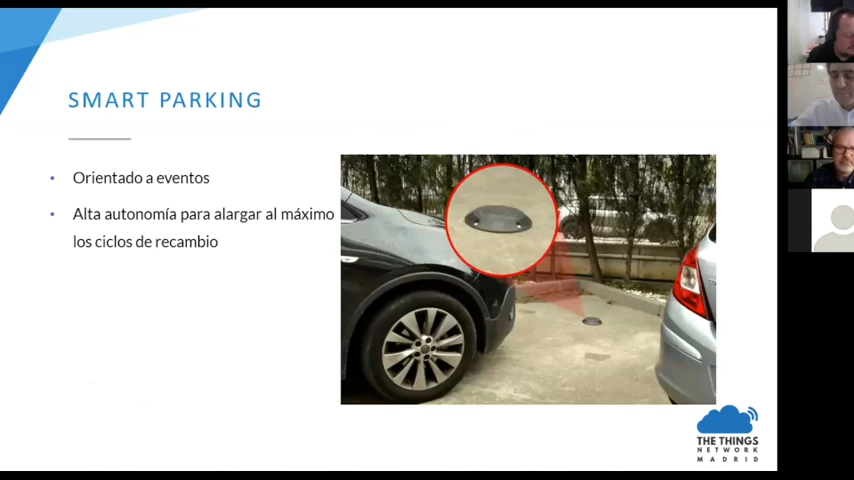 SMART PARKING
• Orientado a eventos
• Alta autonomía para alargar al máximo
los ciclos de recambio
THE THINGS
NETWORK
MADRID